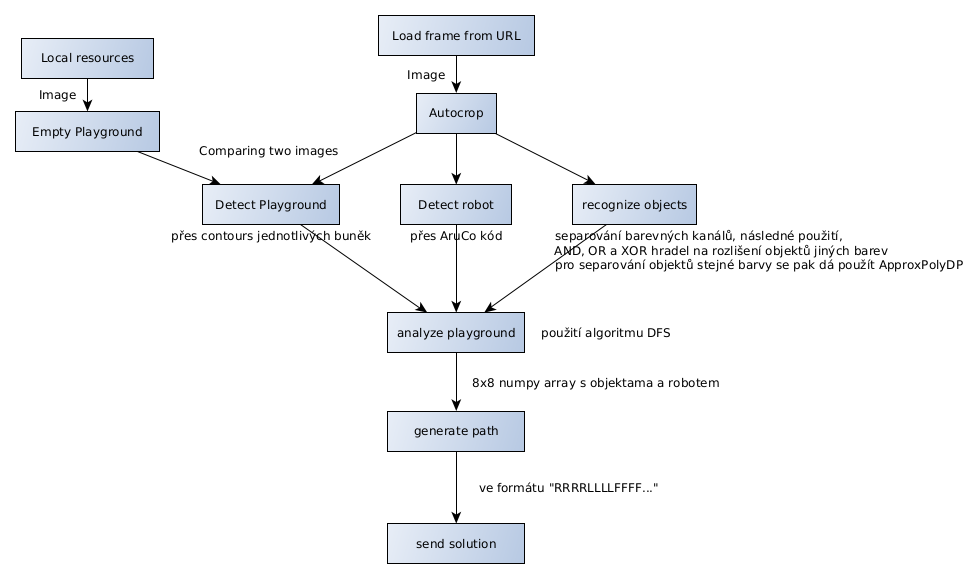 Load frame from URL
Local resources
Image
Image
Autocrop
Empty Playground
Comparing two images
Detect Playground
Detect robot
recognize objects
přes contours jednotlivých buněk
přes AruCo kód
separování barevných kanálů, následné použití,
AND, OR a XOR hradel na rozlišení objektů jiných barev
pro separování objektů stejné barvy se pak dá použít ApproxPolyDP
analyze playground
použití algoritmu DFS
8x8 numpy array s objektama a robotem
generate path
ve formátu "RRRRLLLLFFFF..."
send solution